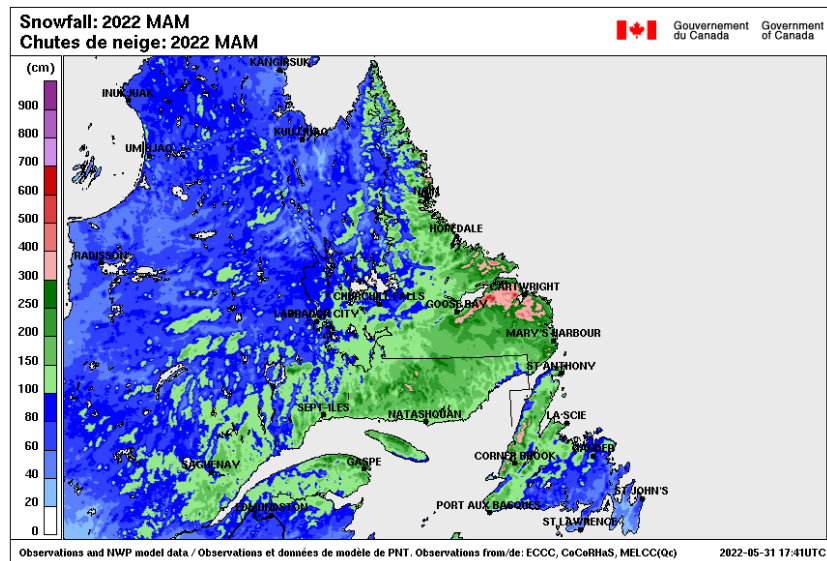 Snowfall: 2022 MAM
Chutes de neige: 2022 MAM
Gouvernement du Canada
Government of Canada
(cm)
900
800
700
600
500
400
300
250
200
150
100
80
60
40
20
0
KANGIRSUK
INUKJUAK
KUUJJUAQ
UMIUJAQ
NAIN
HOPEDALE
RADISSON
CARTWRIGHT
CHURCHILL FALLS
GOOSE BAY
LABRADOR CITY
MARY'S HARBOUR
ST ANTHONY
SEPT-ILES
NATASHQUAN
LA-SCIE
GANDER
CORNER BROOK
SAGUENAY
GASPE
ST JOHN'S
EDMUNDSTON
PORT AUX BASQUES
ST LAWRENCE
Observations and NWP model data / Observations et données de modèle de PNT. Observations from/de: ECCC, CoCoRHaS, MELCC(Qc)
2022-05-31 17:41UTC